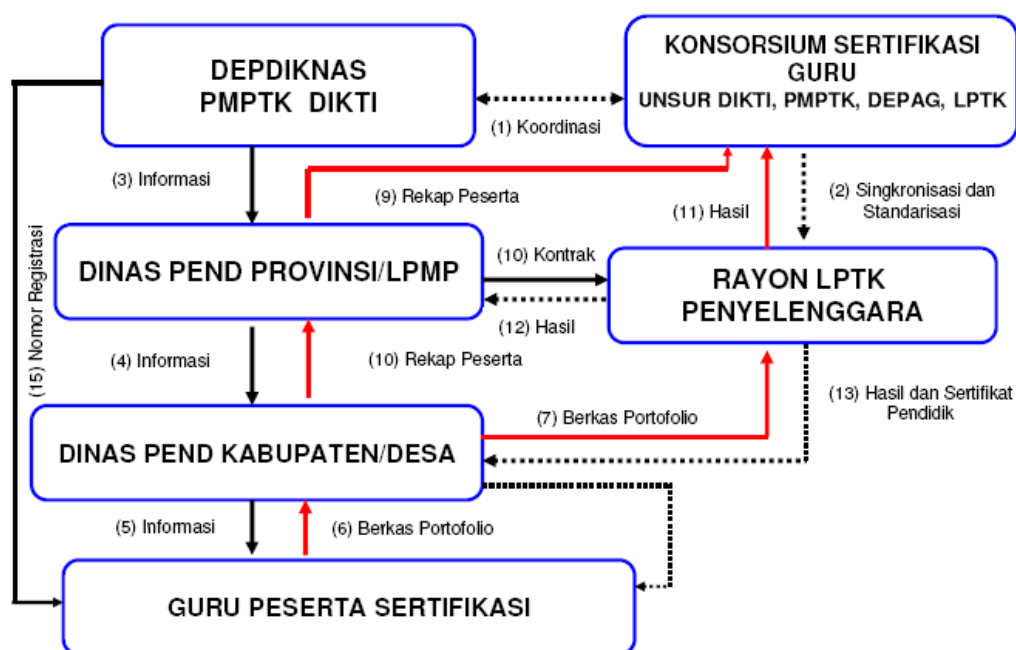 DEPDIKNAS
PMPTK  DIKTI
KONSORSIUM SERTIFIKASI
GURU
UNSUR DIKTI, PMPTK, DEPAG, LPTK
(1) Koordinasi
(3) Informasi
(9) Rekap Peserta
(11) Hasil
(2) Singkronisasi dan
Standarisasi
DINAS PEND PROVINSI/LPMP
(10) Kontrak
RAYON LPTK
PENYELENGGARA
(12) Hasil
(15) Nomor Registrasi
(4) Informasi
(10) Rekap Peserta
(13) Hasil dan Sertifikat
Pendidik
(7) Berkas Portofolio
DINAS PEND KABUPATEN/DESA
(5) Informasi
(6) Berkas Portofolio
GURU PESERTA SERTIFIKASI